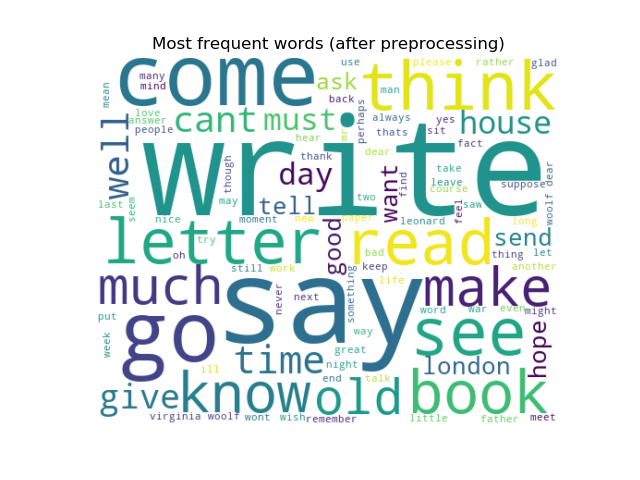 Most frequent words (after preprocessing)
come
think
use
please
rather
glad
many
mind
mean
ask
man
back
love
answer
people
cant
must
perhaps
always
yes
house
thats
sit
fact
hear
mr
well
write
thank
dear
take
though
day
want
find
leave
course
suppose
woolf dear
last
seem
may
tell
two
feel
saw
nice
moment
new
paper
leonard
long
letter
try
good
read
send
oh
bad
thing
let
still
work
keep
another
much
say
life
make
never
next
something
put
go
way
word
war
even
might
week
see
great
time
night
london
hope
ill
end
talk
give
know
old
book
virginia woolf
wont
wish
remember
little
father
meet